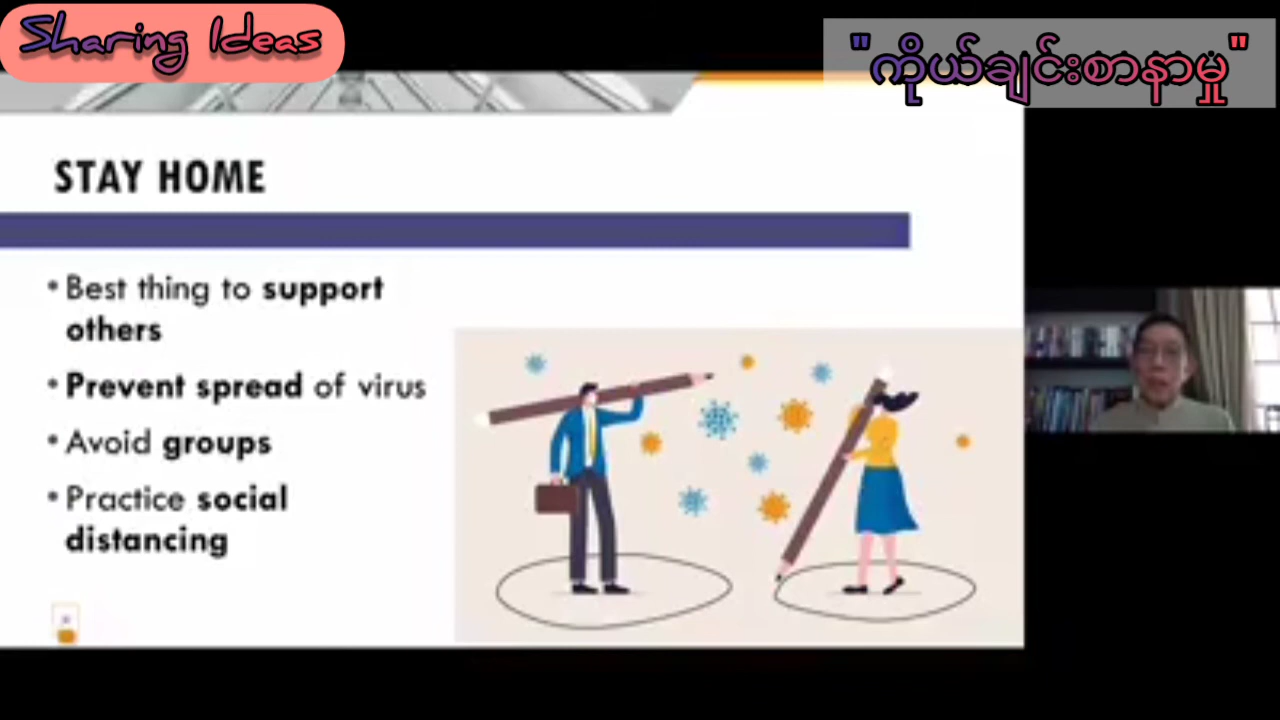 Sharing Ideas
"ကိုယ်ချင်းစာနာမှု"
STAY HOME
• Best thing to support
others
• Prevent spread of virus
• Avoid groups
• Practice social
distancing